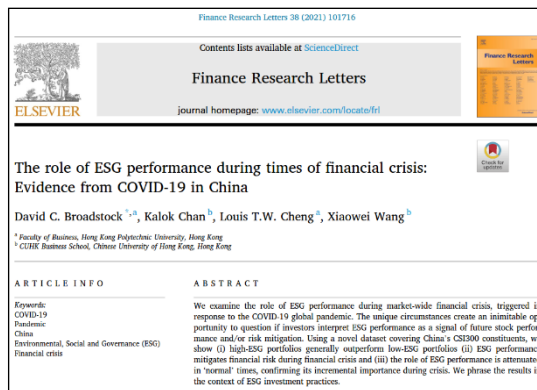 Finance Research Letters 38 (2021) 101716
Contents lists available at ScienceDirect
Finance Research Letters
journal homepage: www.elsevier.com/locate/frl
ELSEVIER
Finance Research
Letters
Check for
updates
The role of ESG performance during times of financial crisis:
Evidence from COVID-19 in China
David C. Broadstock *,a, Kalok Chan b, Louis T.W. Cheng a, Xiaowei Wang b
a Faculty of Business, Hong Kong Polytechnic University, Hong Kong
b CUHK Business School, Chinese University of Hong Kong, Hong Kong
ARTICLE INFO
Keywords:
COVID-19
Pandemic
China
Environmental, Social and Governance (ESG)
Financial crisis
ABSTRACT
We examine the role of ESG performance during market-wide financial crisis, triggered i
response to the COVID-19 global pandemic. The unique circumstances create an inimitable op
portunity to question if investors interpret ESG performance as a signal of future stock perfor
mance and/or risk mitigation. Using a novel dataset covering China's CSI300 constituents, w
show (i) high-ESG portfolios generally outperform low-ESG portfolios (ii) ESG performanc
mitigates financial risk during financial crisis and (iii) the role of ESG performance is attenuate
in 'normal' times, confirming its incremental importance during crisis. We phrase the results i
the context of ESG investment practices.